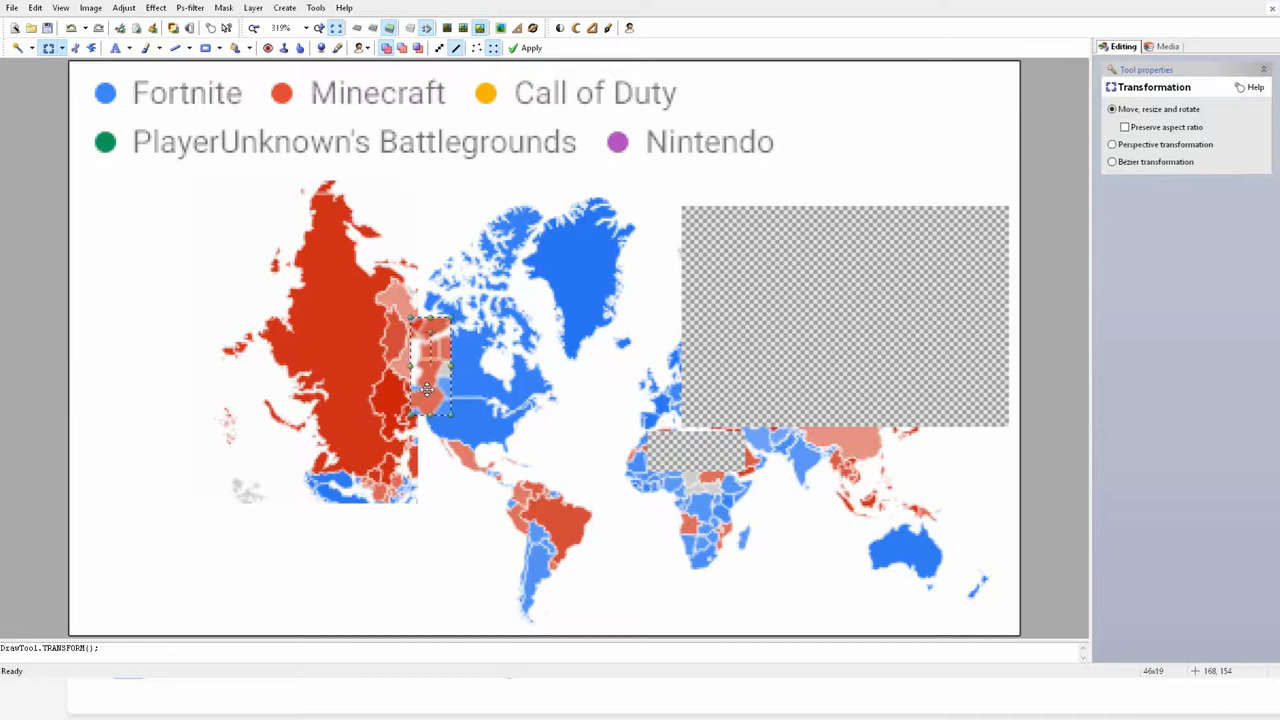 File Edit View Image Adjust Effect Ps-filter Mask Layer Create Tools Help
319%
Apply
Editing Media
Tool properties
Transformation Help
Move, resize and rotate
Preserve aspect ratio
Perspective transformation
Bézier transformation
Fortnite Minecraft Call of Duty
PlayerUnknown's Battlegrounds Nintendo
DrawTool.TRANSFORM();
Ready 46x19 168, 154